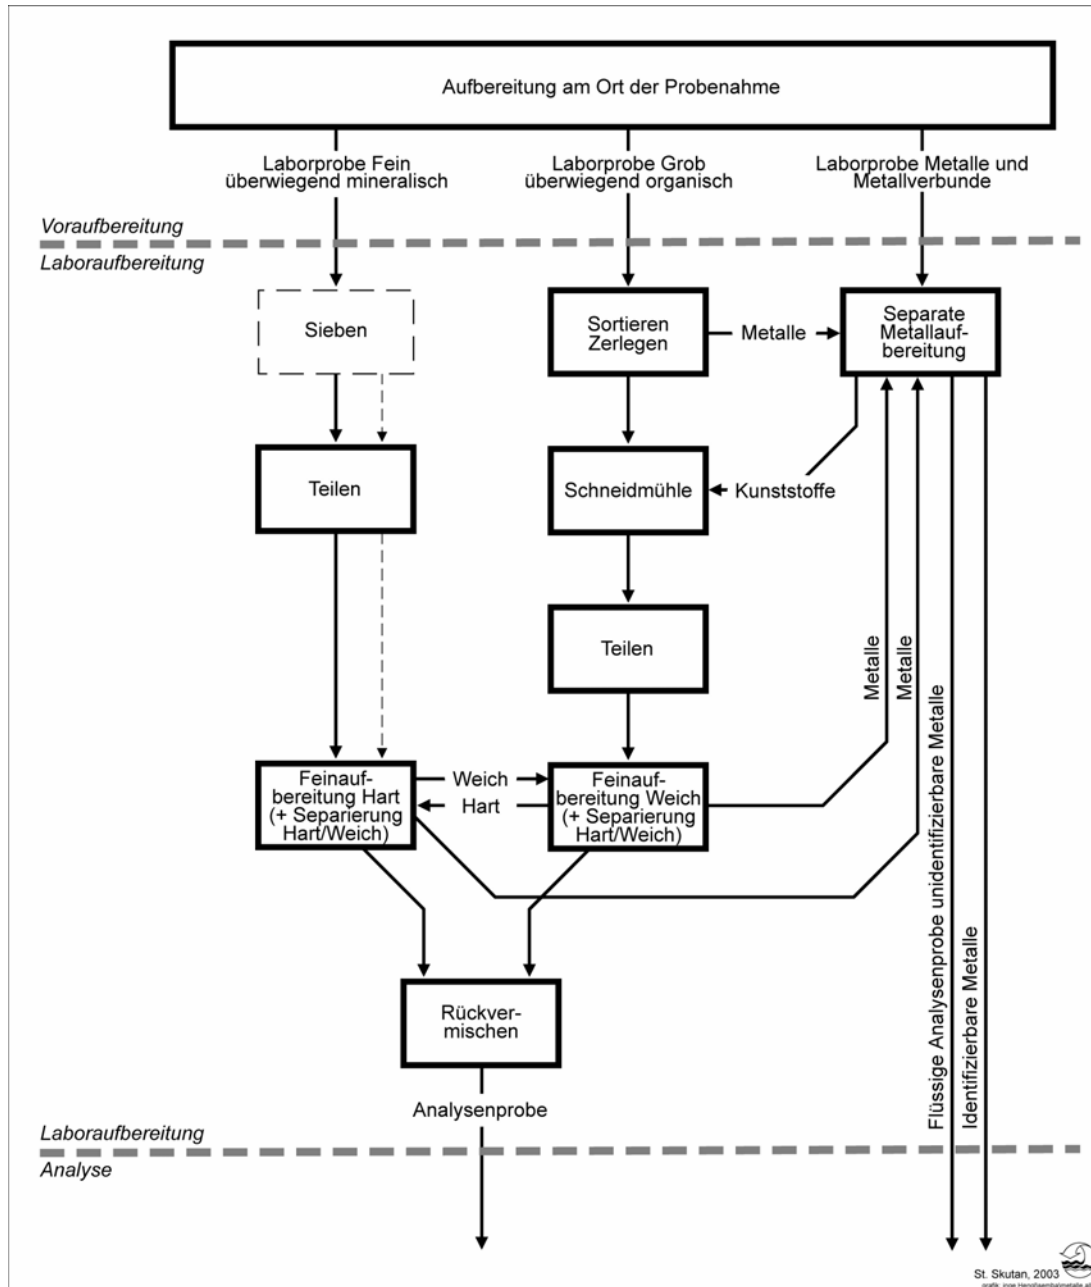 Aufbereitung am Ort der Probenahme
Laborprobe Fein
überwiegend mineralisch
Laborprobe Grob
überwiegend organisch
Laborprobe Metalle und
Metallverbunde
Voraufbereitung
Laboraufbereitung
Sieben
Sortieren
Zerlegen
Metalle
Separate
Metallauf-
bereitung
Teilen
Schneidmühle
Kunststoffe
Teilen
Metalle
Metalle
Flüssige Analysenprobe unidentifizierbare Metalle
Identifizierbare Metalle
Feinauf-
bereitung Hart
(+ Separierung
Hart/Weich)
Weich
Hart
Feinauf-
bereitung Weich
(+ Separierung
Hart/Weich)
Rückver-
mischen
Analysenprobe
Laboraufbereitung
Analyse
St. Skutan, 2003